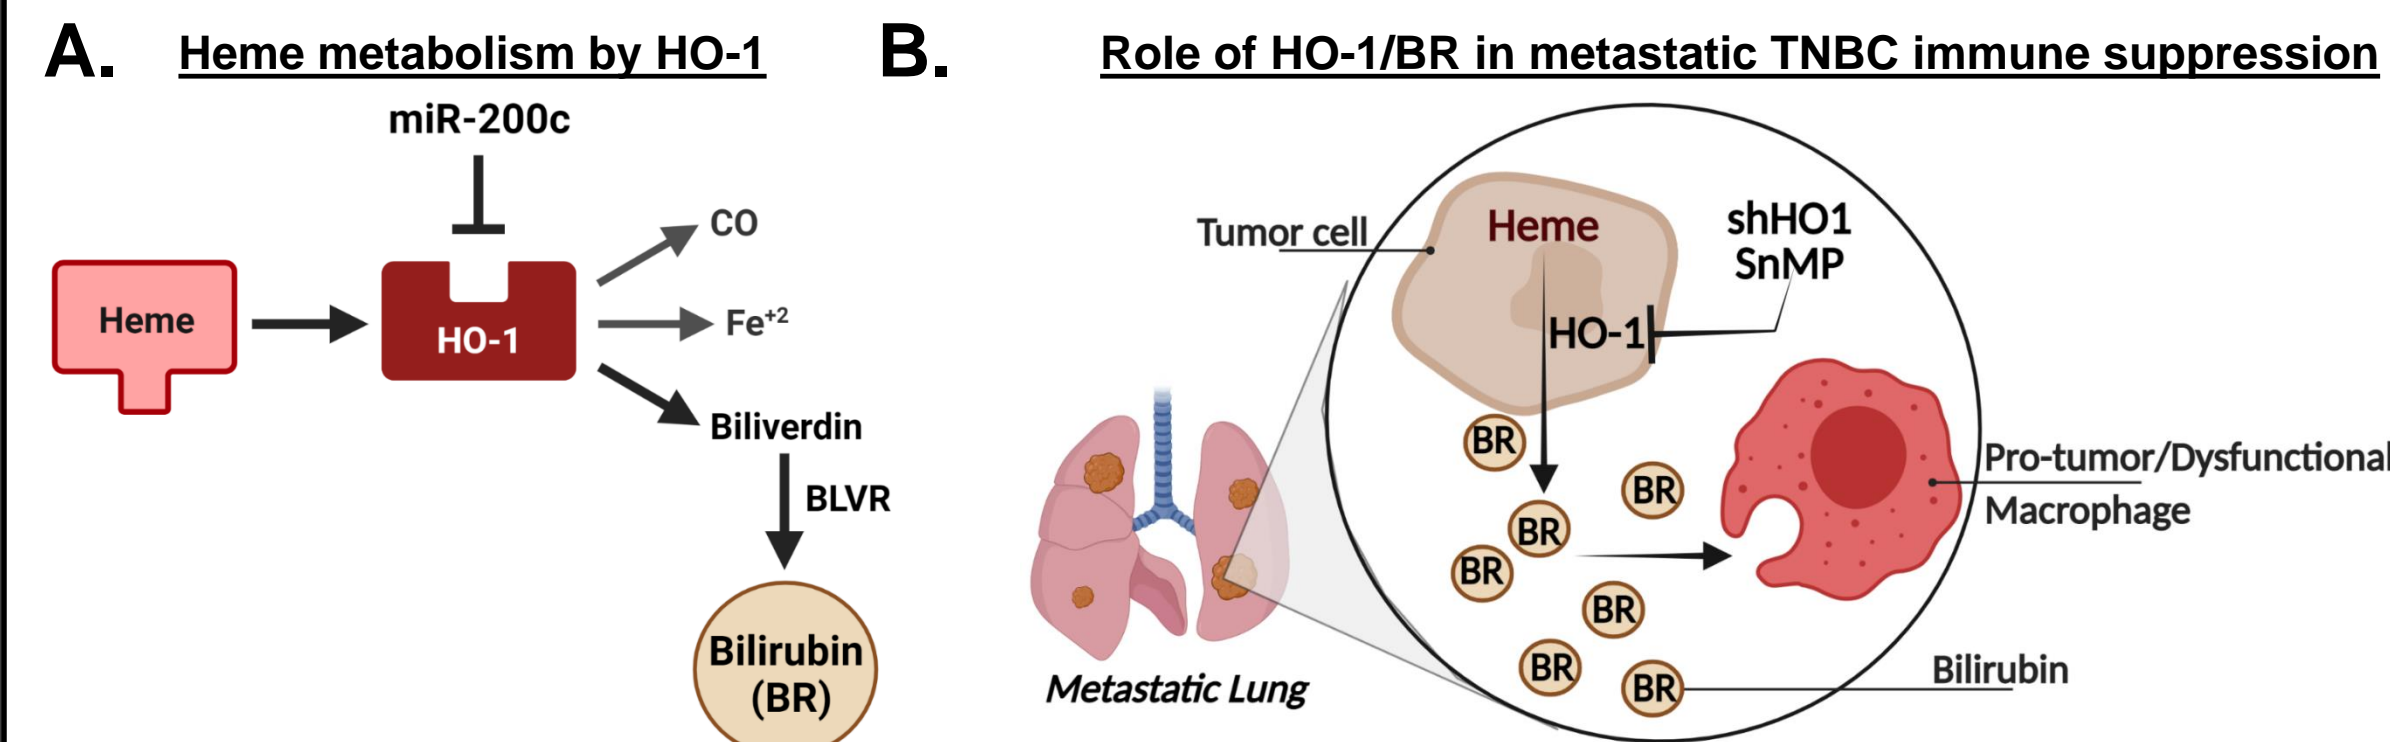 A. Heme metabolism by HO-1
miR-200c
Heme
HO-1
CO
Fe⁺²
Biliverdin
BLVR
Bilirubin
(BR)
B. Role of HO-1/BR in metastatic TNBC immune suppression
Tumor cell
Heme
shHO1
SnMP
HO-1
BR
BR
BR
BR
BR
BR
BR
Pro-tumor/Dysfunctional
Macrophage
Bilirubin
Metastatic Lung